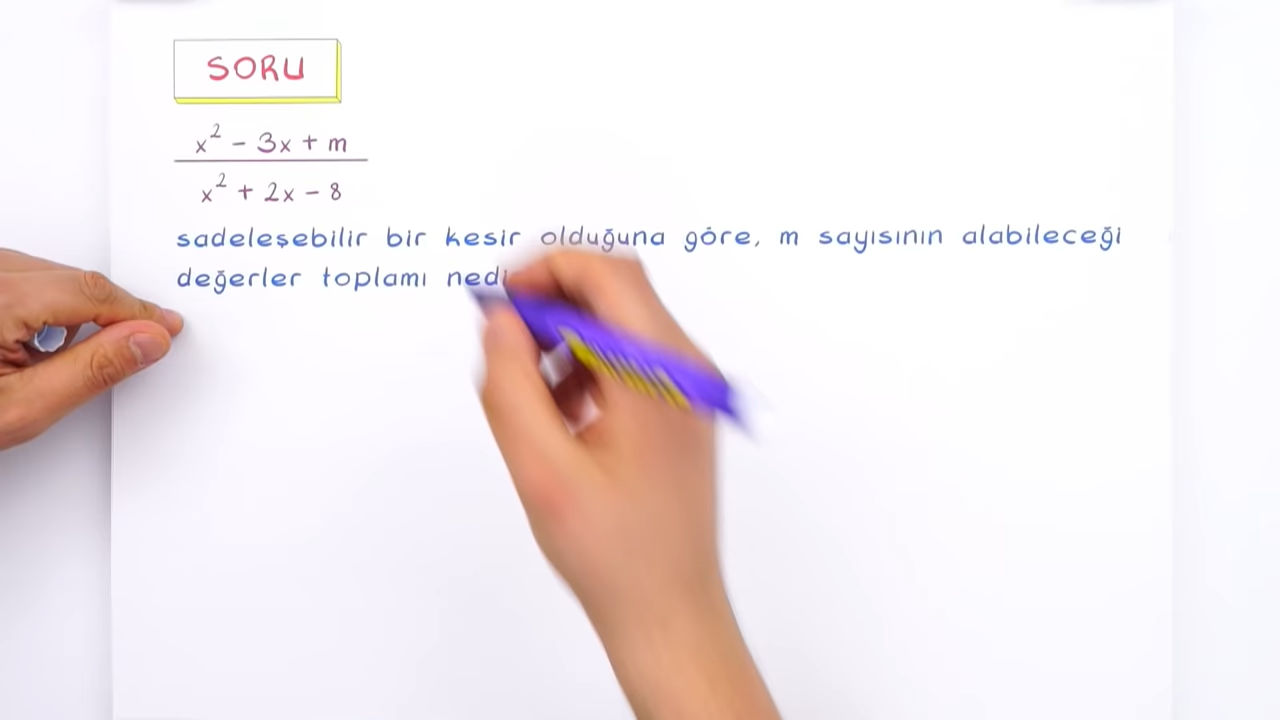 SORU
x² - 3x + m
x² + 2x - 8
sadeleşebilir bir kesir olduğuna göre, m sayısının alabileceği
değerler toplamı